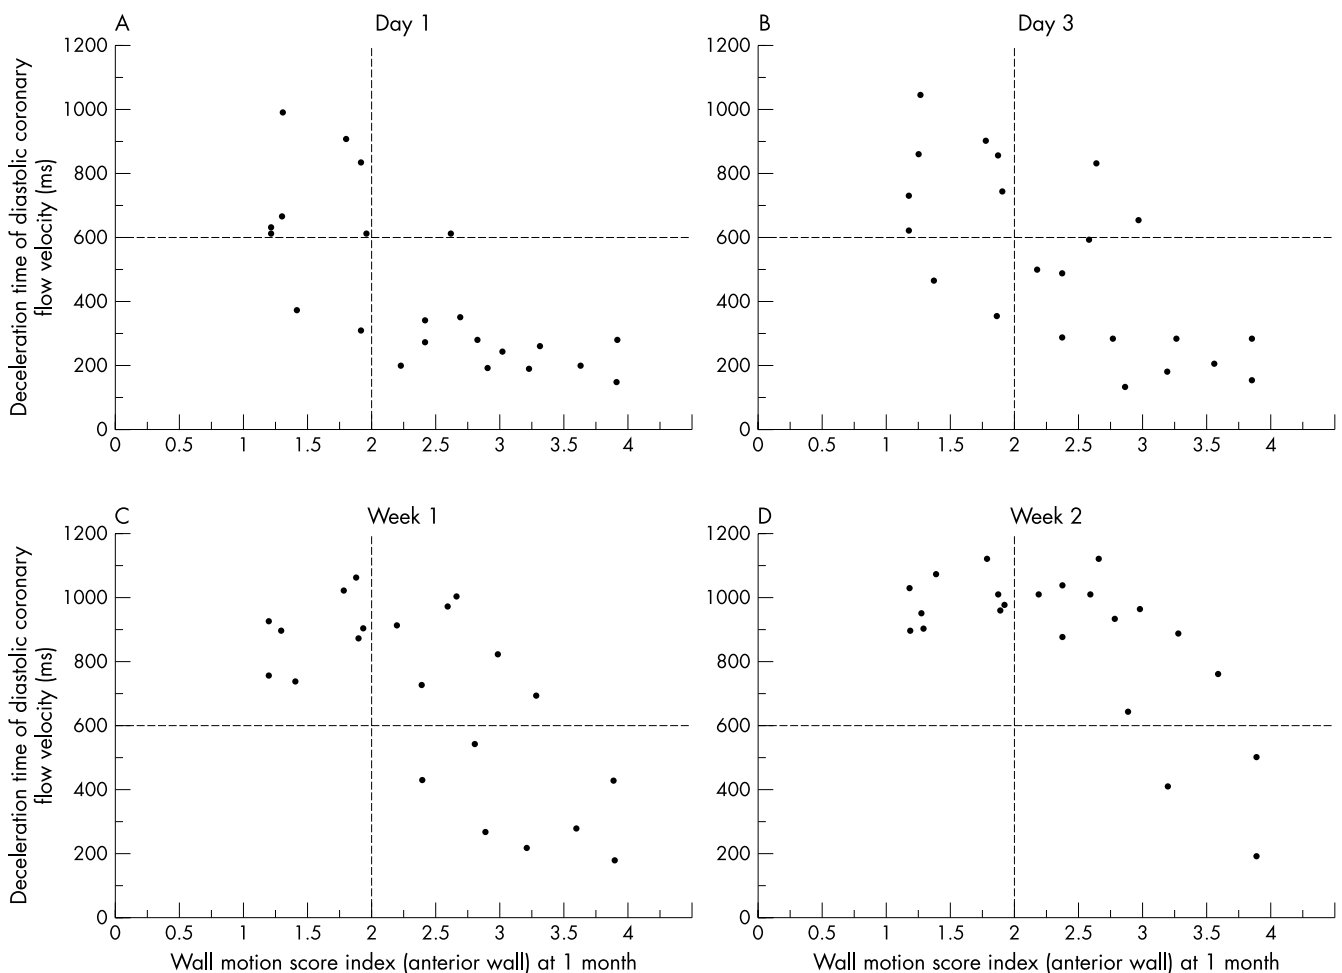 A
Day 1
1200
1000
800
600
400
200
0
0 0.5 1 1.5 2 2.5 3 3.5 4
Deceleration time of diastolic coronary
flow velocity (ms)
B
Day 3
1200
1000
800
600
400
200
0
0 0.5 1 1.5 2 2.5 3 3.5 4
C
Week 1
1200
1000
800
600
400
200
0
0 0.5 1 1.5 2 2.5 3 3.5 4
Deceleration time of diastolic coronary
flow velocity (ms)
Wall motion score index (anterior wall) at 1 month
D
Week 2
1200
1000
800
600
400
200
0
0 0.5 1 1.5 2 2.5 3 3.5 4
Wall motion score index (anterior wall) at 1 month